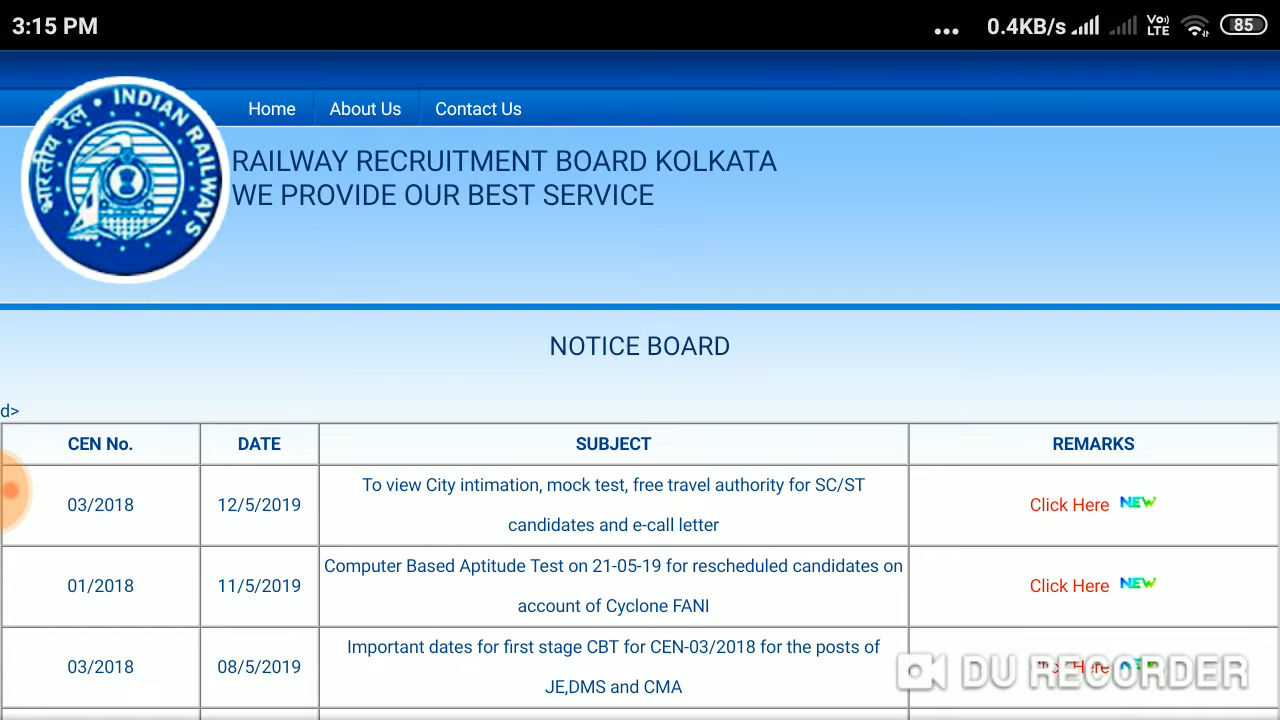 3:15 PM
... 0.4KB/s Vo) LTE 85
भारतीय रेल • INDIAN RAILWAYS
Home About Us Contact Us
RAILWAY RECRUITMENT BOARD KOLKATA
WE PROVIDE OUR BEST SERVICE
NOTICE BOARD
d>
CEN No. DATE SUBJECT REMARKS
03/2018 12/5/2019 To view City intimation, mock test, free travel authority for SC/ST
candidates and e-call letter Click Here NEW
01/2018 11/5/2019 Computer Based Aptitude Test on 21-05-19 for rescheduled candidates on
account of Cyclone FANI Click Here NEW
03/2018 08/5/2019 Important dates for first stage CBT for CEN-03/2018 for the posts of
JE,DMS and CMA Click Here NEW
DU RECORDER